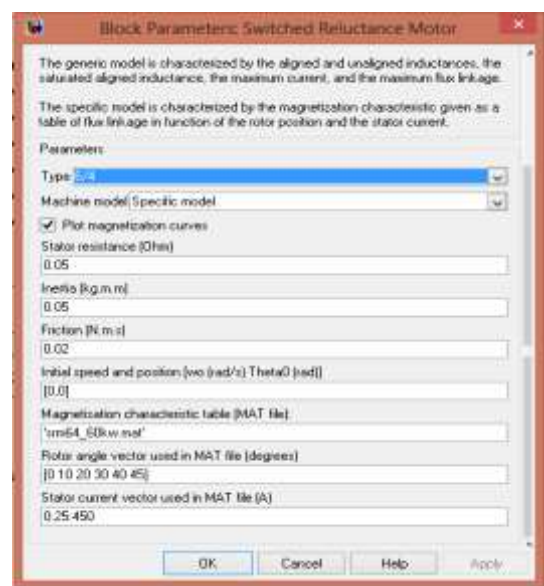 Block Parameters: Switched Reluctance Motor
The generic model is characterized by the aligned and unaligned inductances, the
saturated aligned inductance, the maximum current, and the maximum flux linkage.
The specific model is characterized by the magnetization characteristic given as a
table of flux linkage in function of the rotor position and the stator current.
Parameters
Type 6/4
Machine model Specific model
Plot magnetization curves
Stator resistance (Ohm)
0.05
Inertia (kg.m.m)
0.05
Friction (N.m.s)
0.02
Initial speed and position [wo (rad/s) Theta0 (rad)]
[0,0]
Magnetisation characteristic table (MAT file)
'srm64_60kw.mat'
Rotor angle vector used in MAT file (degrees)
[0 10 20 30 40 45]
Stator current vector used in MAT file (A)
0:25:450
OK
Cancel
Help
Apply